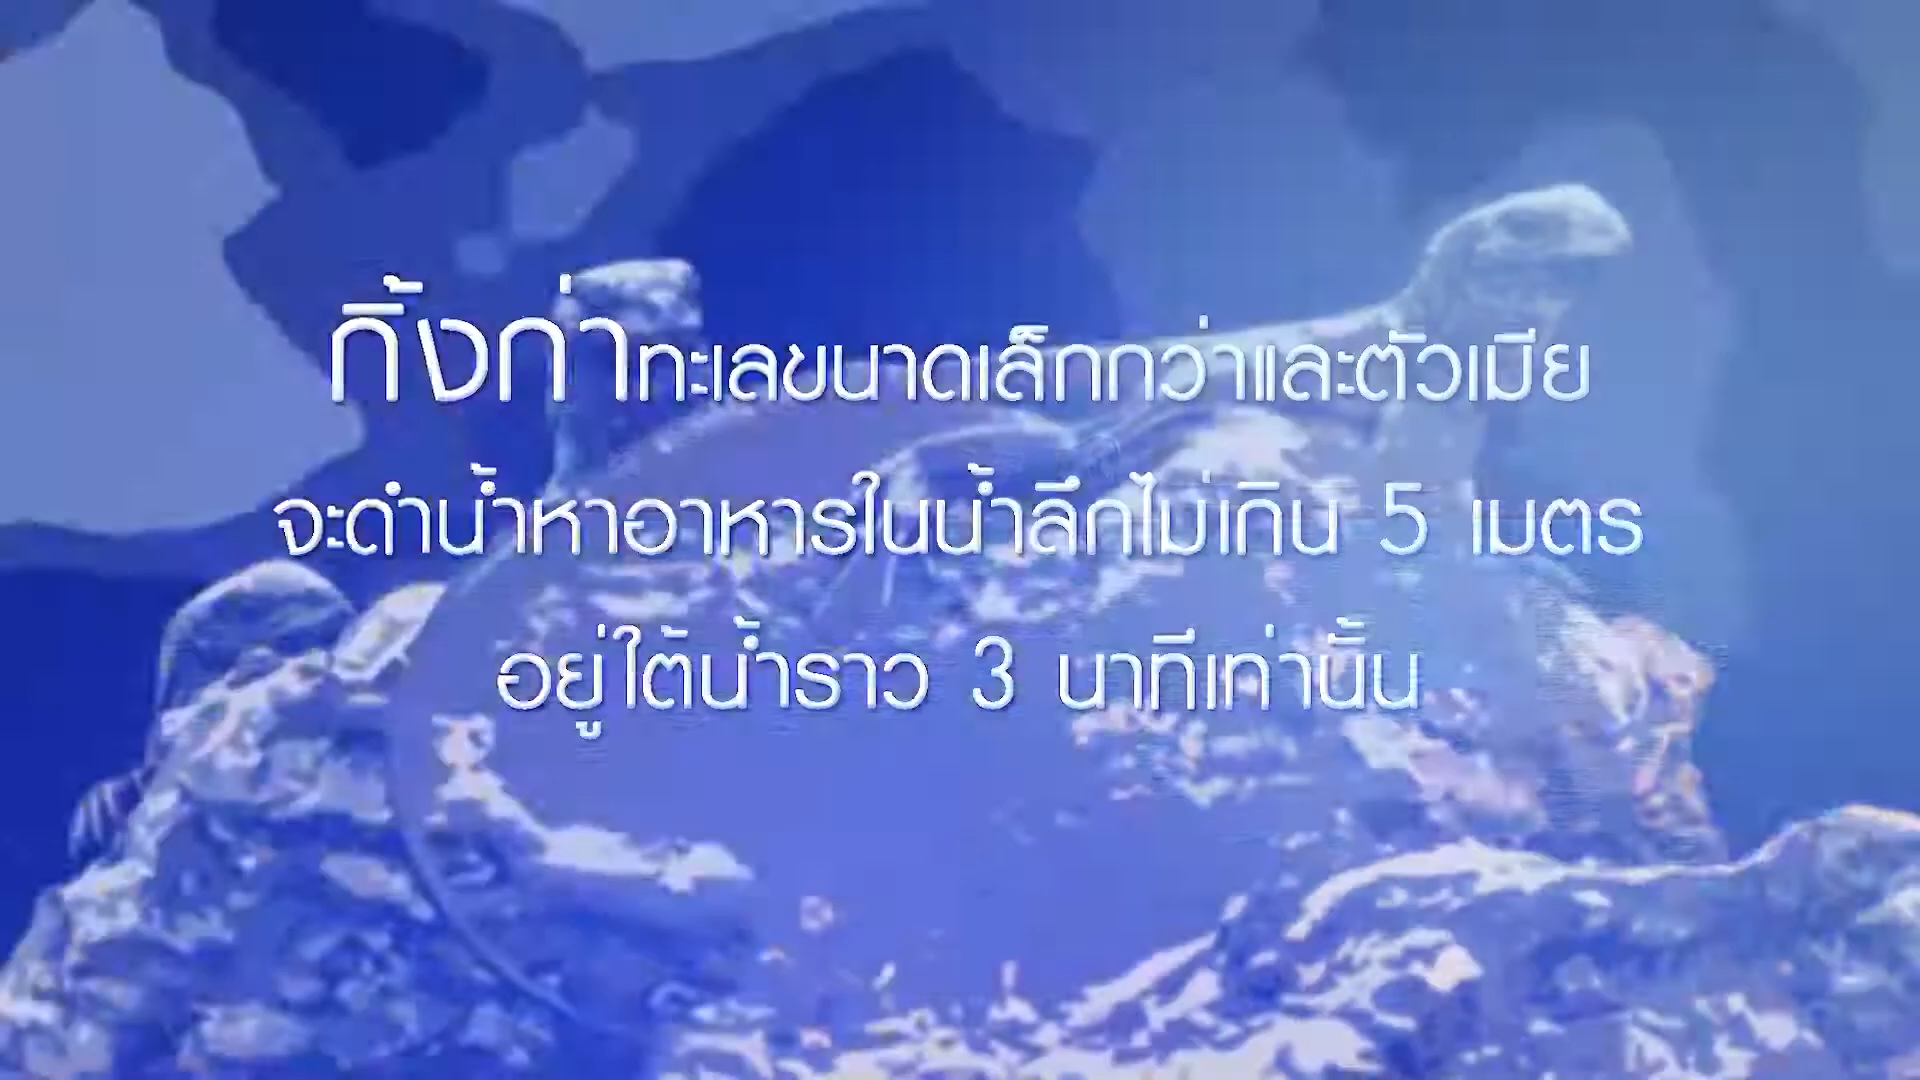 กิ้งก่าทะเลขนาดเล็กกว่าและตัวเมีย
จะดำน้ำหาอาหารในน้ำลึกไม่เกิน 5 เมตร
อยู่ใต้น้ำราว 3 นาทีเท่านั้น